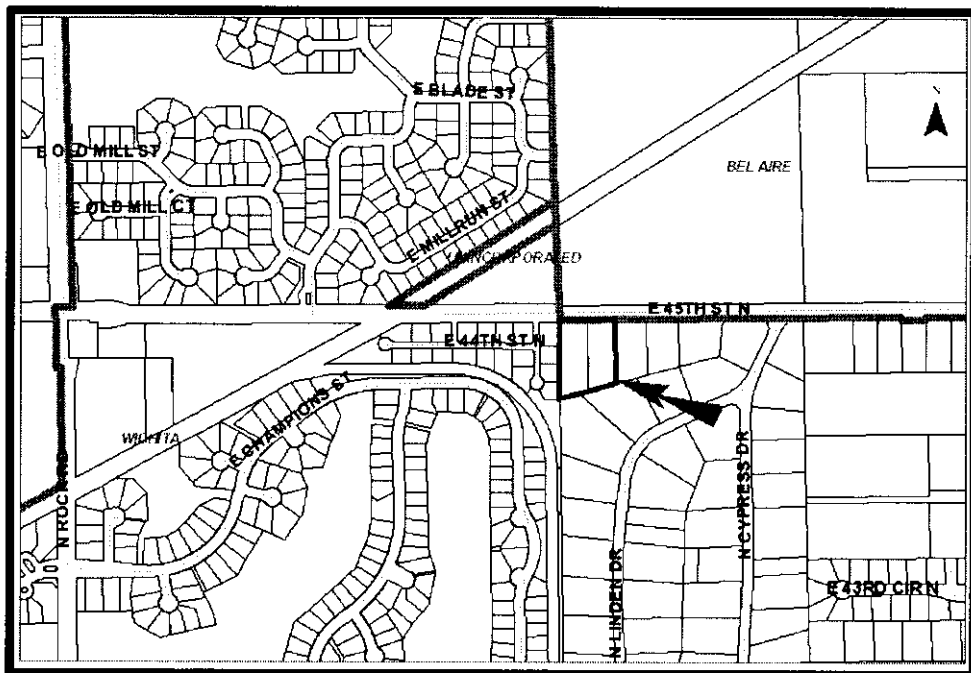 E BLADE ST
N
E OLD MILL ST
BEL AIRE
E OLD MILL CT
E MILLRUN ST
UNINCORPORATED
E 45TH ST N
E 44TH ST N
E CHAMPIONS ST
WICHITA
N ROCK RD
N CYPRESS DR
N LINDEN DR
E 43RD CIR N